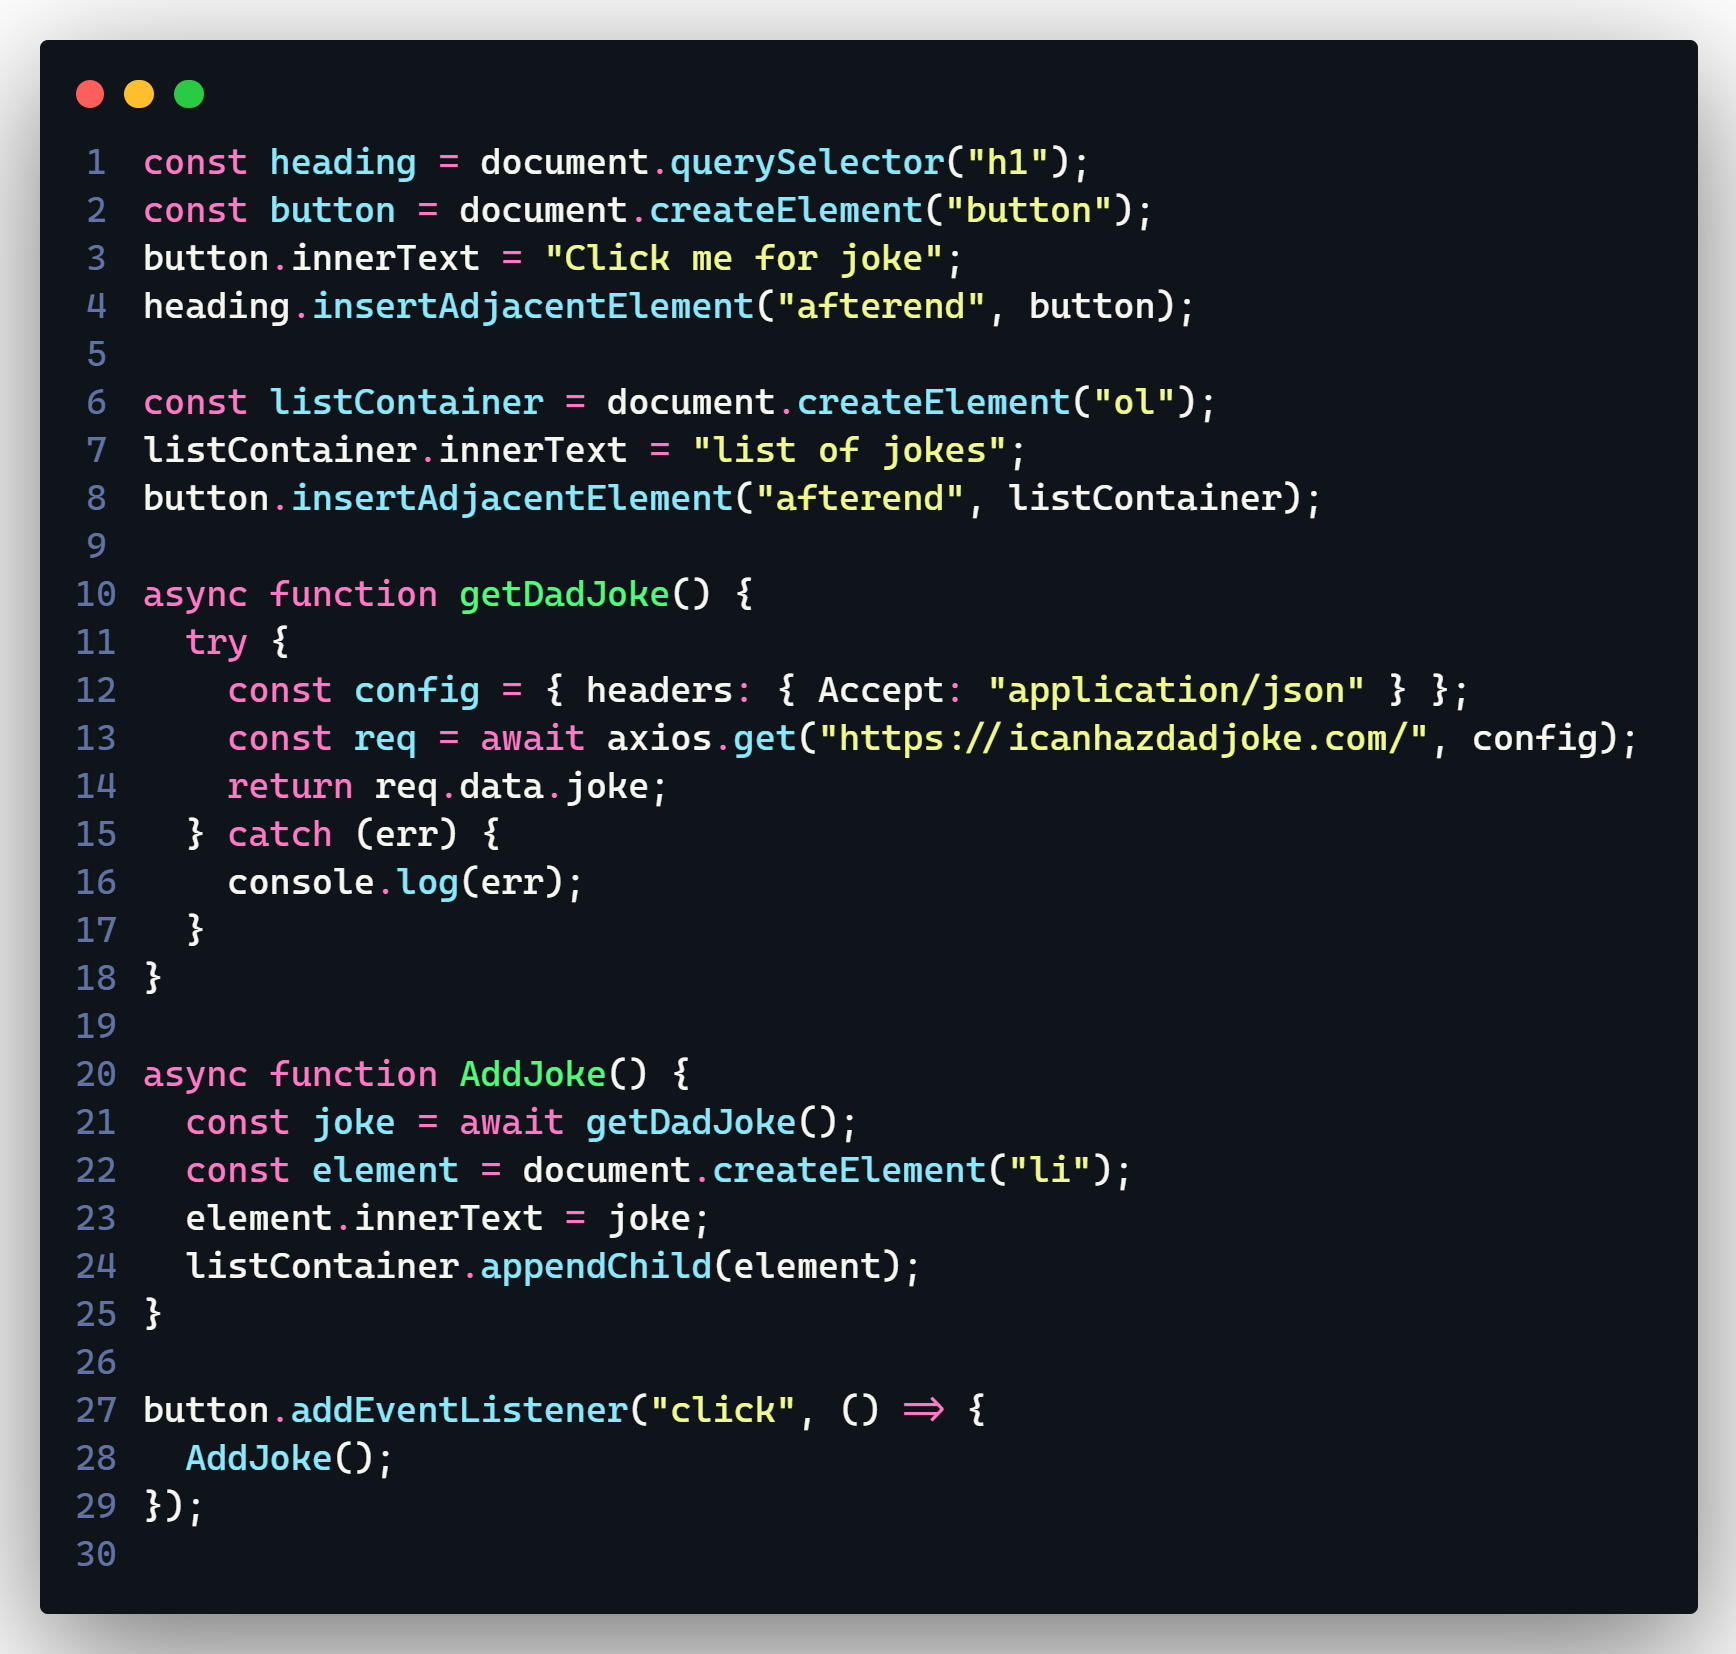 1 const heading = document.querySelector("h1");
2 const button = document.createElement("button");
3 button.innerText = "Click me for joke";
4 heading.insertAdjacentElement("afterend", button);
5
6 const listContainer = document.createElement("ol");
7 listContainer.innerText = "list of jokes";
8 button.insertAdjacentElement("afterend", listContainer);
9
10 async function getDadJoke() {
11   try {
12     const config = { headers: { Accept: "application/json" } };
13     const req = await axios.get("https://icanhazdadjoke.com/", config);
14     return req.data.joke;
15   } catch (err) {
16     console.log(err);
17   }
18 }
19
20 async function AddJoke() {
21   const joke = await getDadJoke();
22   const element = document.createElement("li");
23   element.innerText = joke;
24   listContainer.appendChild(element);
25 }
26
27 button.addEventListener("click", () => {
28   AddJoke();
29 });
30